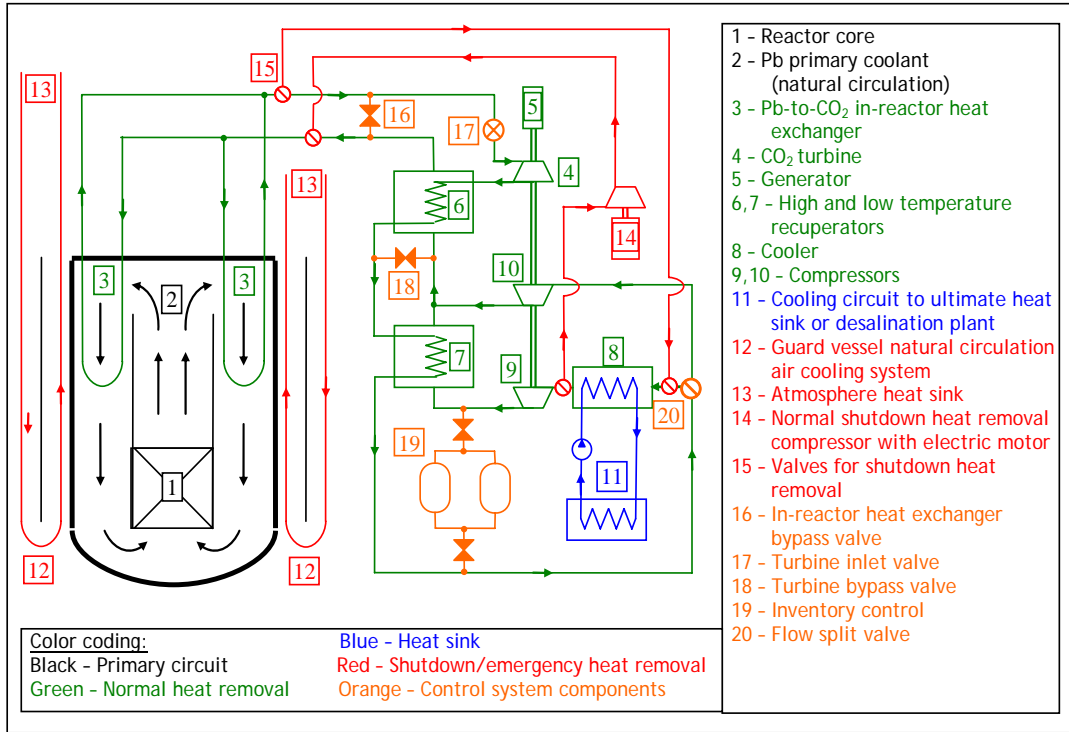 15
13
5
16
17
4
13
6
14
10
2
18
3
3
7
8
9
20
19
11
1
12
12
1 – Reactor core
2 – Pb primary coolant
(natural circulation)
3 – Pb-to-CO₂ in-reactor heat
exchanger
4 – CO₂ turbine
5 – Generator
6,7 – High and low temperature
recuperators
8 – Cooler
9,10 – Compressors
11 – Cooling circuit to ultimate heat
sink or desalination plant
12 – Guard vessel natural circulation
air cooling system
13 – Atmosphere heat sink
14 – Normal shutdown heat removal
compressor with electric motor
15 – Valves for shutdown heat
removal
16 – In-reactor heat exchanger
bypass valve
17 – Turbine inlet valve
18 – Turbine bypass valve
19 – Inventory control
20 – Flow split valve
Color coding:
Black – Primary circuit
Green – Normal heat removal
Blue – Heat sink
Red – Shutdown/emergency heat removal
Orange – Control system components